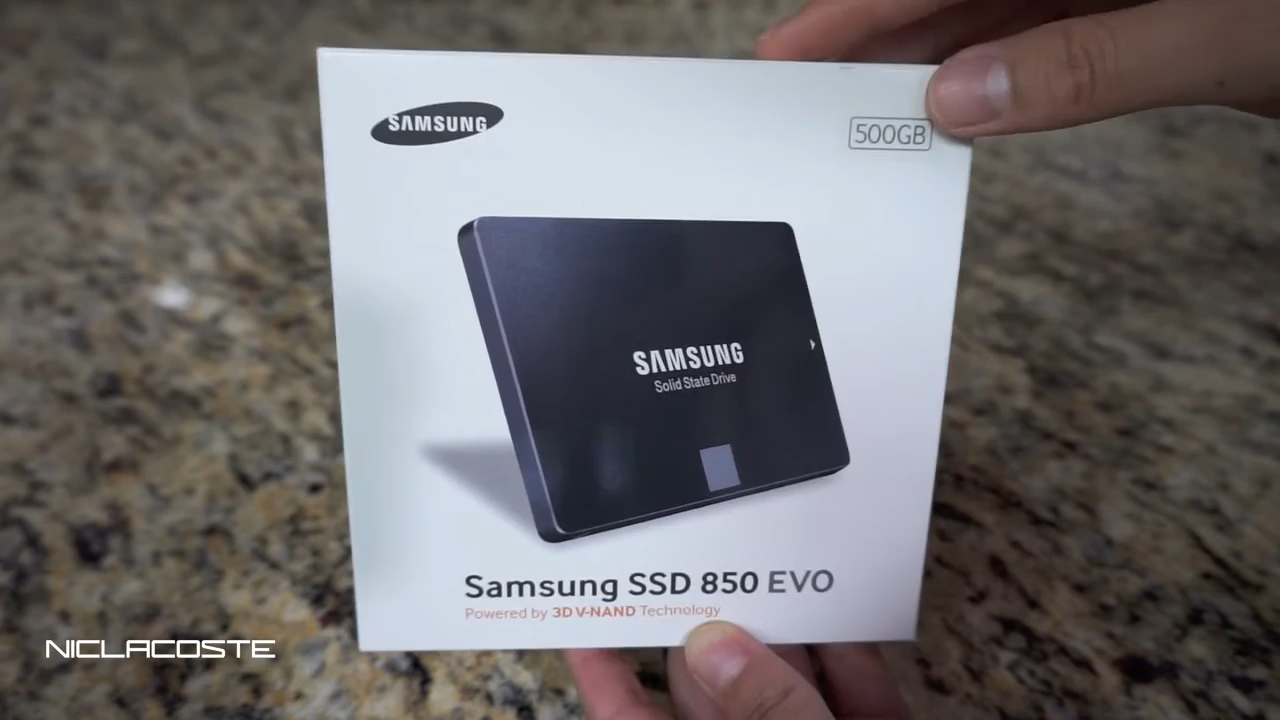 SAMSUNG
500GB
SAMSUNG
Solid State Drive
Samsung SSD 850 EVO
Powered by 3D V-NAND Technology
NICLACOSTE